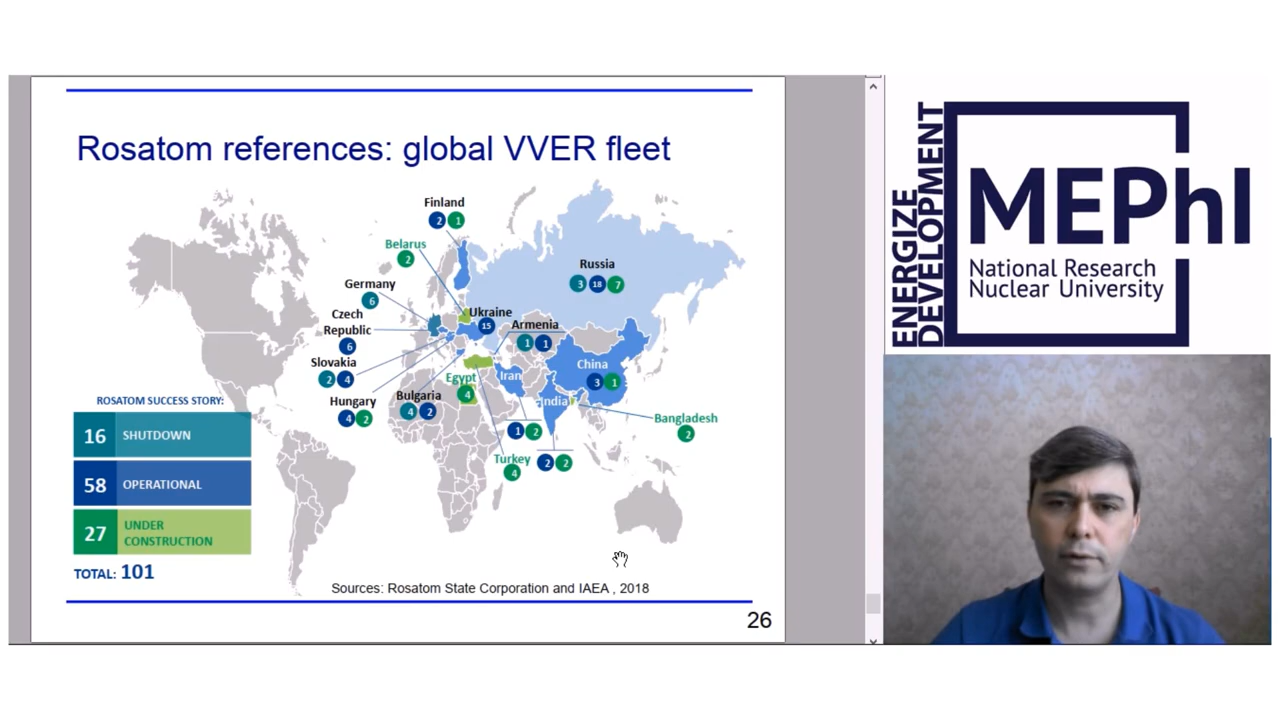 Rosatom references: global VVER fleet
Finland
2 1
Belarus
2
Germany
6
Czech
Republic
6
Slovakia
2 4
Hungary
4 2
Bulgaria
4 2
Ukraine
15
Russia
3 18 7
Armenia
1 1
China
3 1
Iran
1 2
India
2 2
Egypt
4
Turkey
4
Bangladesh
2
ROSATOM SUCCESS STORY:
16 SHUTDOWN
58 OPERATIONAL
27 UNDER
CONSTRUCTION
TOTAL: 101
Sources: Rosatom State Corporation and IAEA , 2018
26
ENERGIZE
DEVELOPMENT
MEPhI
National Research
Nuclear University